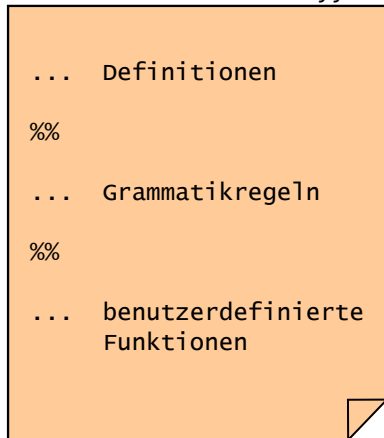 ... Definitionen
%%
... Grammatikregeln
%%
... benutzerdefinierte
Funktionen